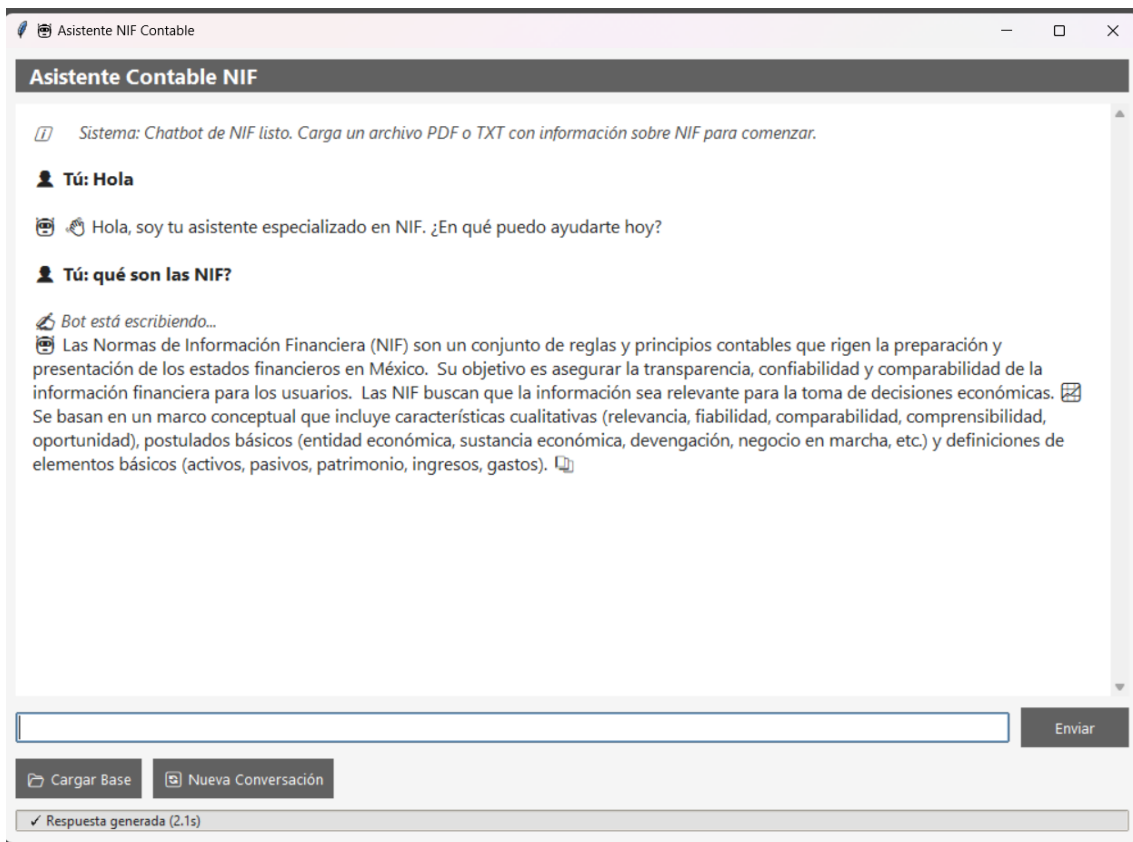 Asistente NIF Contable
Asistente Contable NIF
Sistema: Chatbot de NIF listo. Carga un archivo PDF o TXT con información sobre NIF para comenzar.
Tú: Hola
Hola, soy tu asistente especializado en NIF. ¿En qué puedo ayudarte hoy?
Tú: qué son las NIF?
Bot está escribiendo...
Las Normas de Información Financiera (NIF) son un conjunto de reglas y principios contables que rigen la preparación y
presentación de los estados financieros en México.  Su objetivo es asegurar la transparencia, confiabilidad y comparabilidad de la
información financiera para los usuarios.  Las NIF buscan que la información sea relevante para la toma de decisiones económicas.
Se basan en un marco conceptual que incluye características cualitativas (relevancia, fiabilidad, comparabilidad, comprensibilidad,
oportunidad), postulados básicos (entidad económica, sustancia económica, devengación, negocio en marcha, etc.) y definiciones de
elementos básicos (activos, pasivos, patrimonio, ingresos, gastos).
Enviar
Cargar Base
Nueva Conversación
✓ Respuesta generada (2.1s)